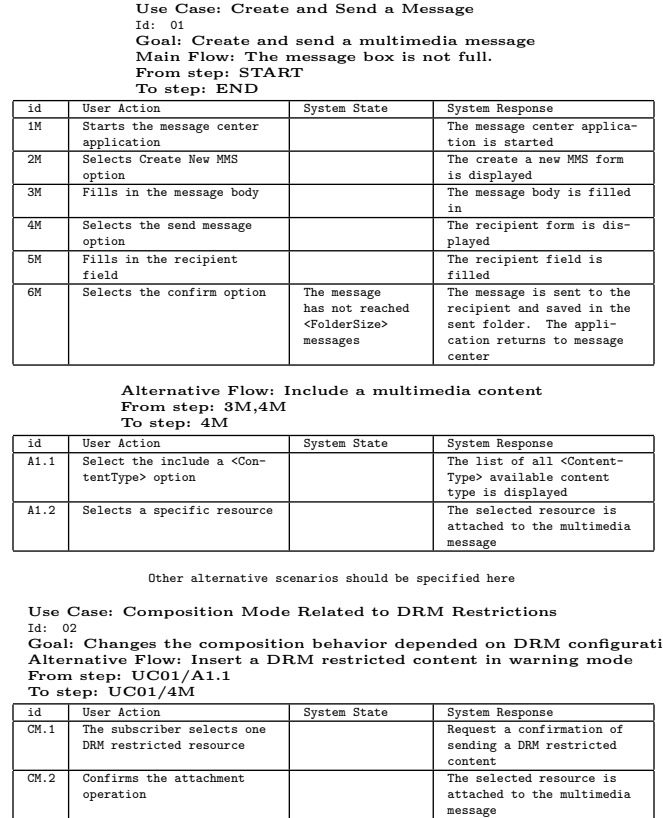 Use Case: Create and Send a Message
Id: 01
Goal: Create and send a multimedia message
Main Flow: The message box is not full.
From step: START
To step: END
id User Action System State System Response
1M Starts the message center The message center applica-
application tion is started
2M Selects Create New MMS The create a new MMS form
option is displayed
3M Fills in the message body The message body is filled
in
4M Selects the send message The recipient form is dis-
option played
5M Fills in the recipient The recipient field is
field filled
6M Selects the confirm option The message The message is sent to the
has not reached recipient and saved in the
<FolderSize> sent folder. The appli-
messages cation returns to message
center
Alternative Flow: Include a multimedia content
From step: 3M,4M
To step: 4M
id User Action System State System Response
A1.1 Select the include a <Con- The list of all <Content-
tentType> option Type> available content
type is displayed
A1.2 Selects a specific resource The selected resource is
attached to the multimedia
message
Other alternative scenarios should be specified here
Use Case: Composition Mode Related to DRM Restrictions
Id: 02
Goal: Changes the composition behavior depended on DRM configurati
Alternative Flow: Insert a DRM restricted content in warning mode
From step: UC01/A1.1
To step: UC01/4M
id User Action System State System Response
CM.1 The subscriber selects one Request a confirmation of
DRM restricted resource sending a DRM restricted
content
CM.2 Confirms the attachment The selected resource is
operation attached to the multimedia
message